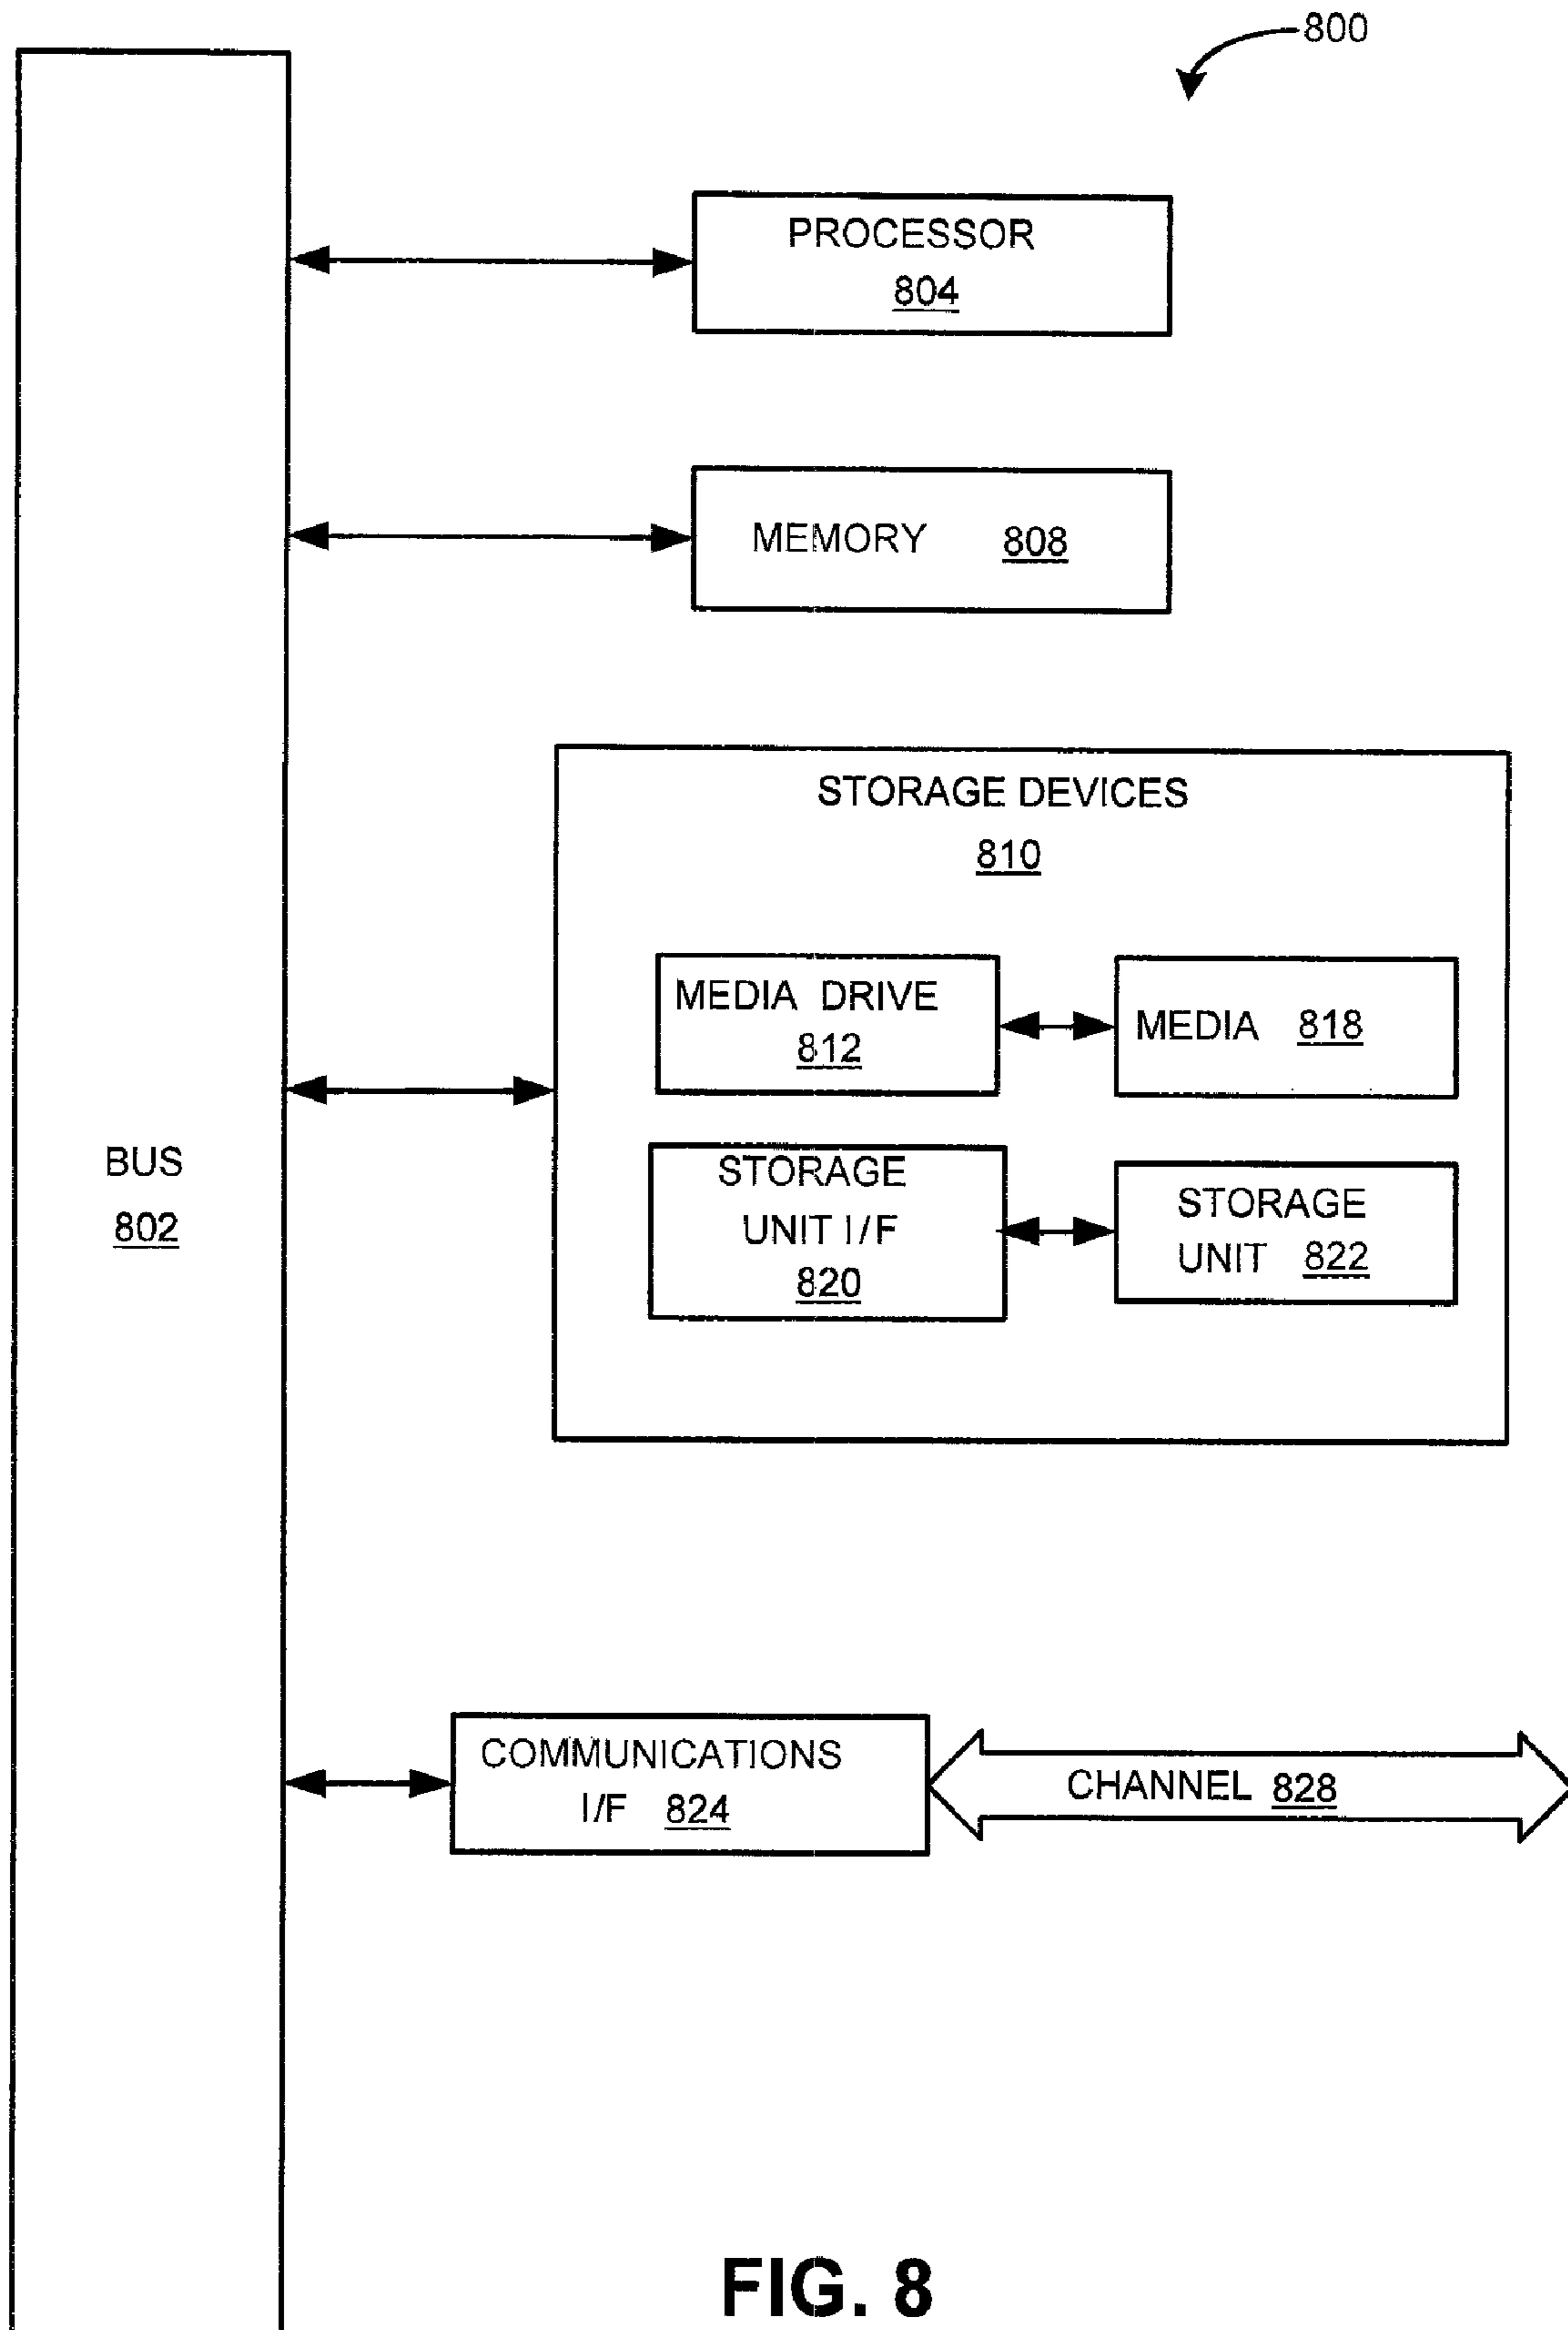 800
PROCESSOR
804
MEMORY 808
STORAGE DEVICES
810
MEDIA DRIVE
812
MEDIA 818
BUS
802
STORAGE
UNIT I/F
820
STORAGE
UNIT 822
COMMUNICATIONS
I/F 824
CHANNEL 828
FIG. 8